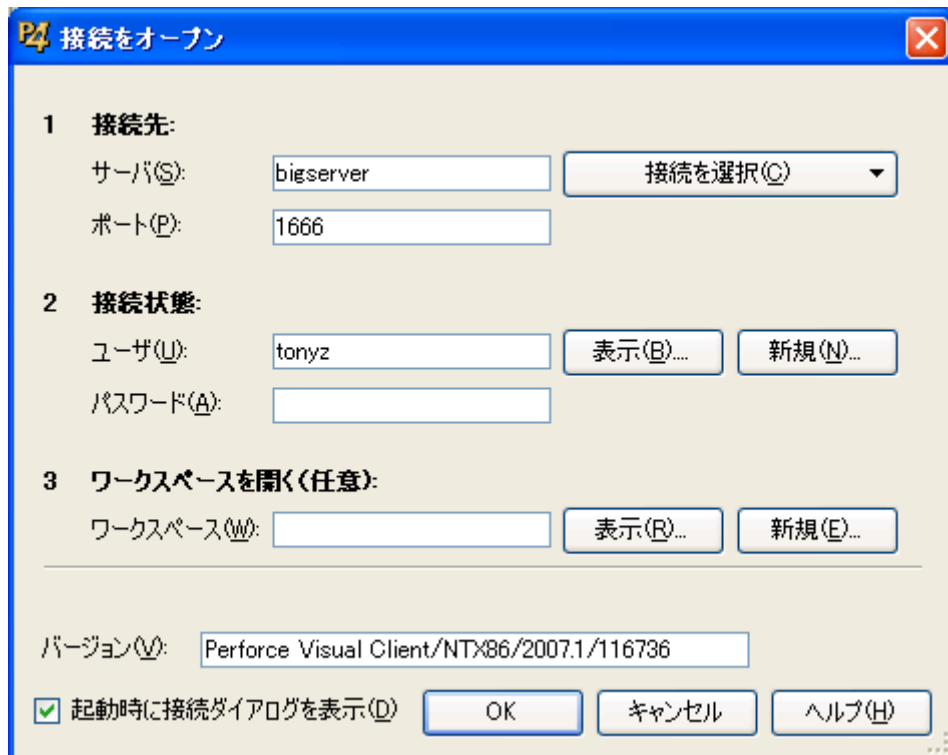 P4 接続をオープン
1 接続先:
サーバ(S): bigserver 接続を選択(C)
ポート(P): 1666
2 接続状態:
ユーザ(U): tonyz 表示(B)... 新規(N)...
パスワード(A):
3 ワークスペースを開く(任意):
ワークスペース(W): 表示(R)... 新規(E)...
バージョン(V): Perforce Visual Client/NTX86/2007.1/116736
起動時に接続ダイアログを表示(D) OK キャンセル ヘルプ(H)